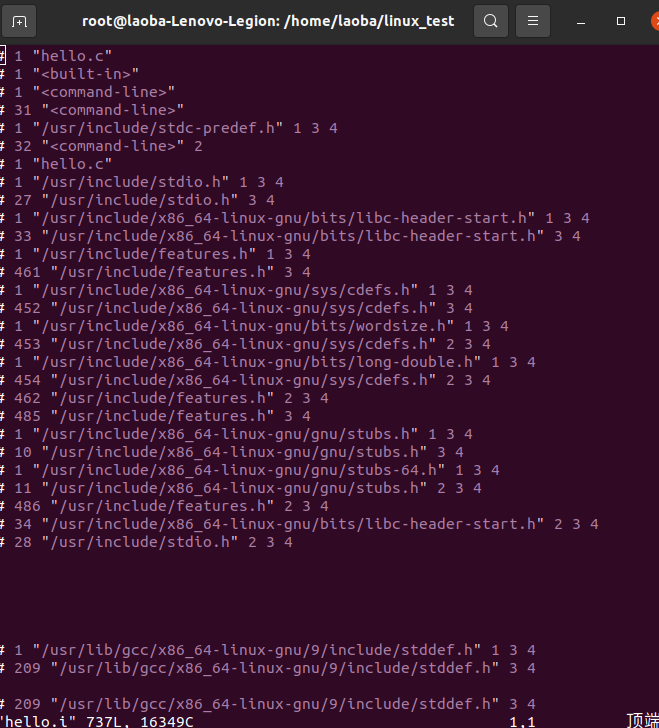 root@laoba-Lenovo-Legion: /home/laoba/linux_test
# 1 "hello.c"
# 1 "<built-in>"
# 1 "<command-line>"
# 31 "<command-line>"
# 1 "/usr/include/stdc-predef.h" 1 3 4
# 32 "<command-line>" 2
# 1 "hello.c"
# 1 "/usr/include/stdio.h" 1 3 4
# 27 "/usr/include/stdio.h" 3 4
# 1 "/usr/include/x86_64-linux-gnu/bits/libc-header-start.h" 1 3 4
# 33 "/usr/include/x86_64-linux-gnu/bits/libc-header-start.h" 3 4
# 1 "/usr/include/features.h" 1 3 4
# 461 "/usr/include/features.h" 3 4
# 1 "/usr/include/x86_64-linux-gnu/sys/cdefs.h" 1 3 4
# 452 "/usr/include/x86_64-linux-gnu/sys/cdefs.h" 3 4
# 1 "/usr/include/x86_64-linux-gnu/bits/wordsize.h" 1 3 4
# 453 "/usr/include/x86_64-linux-gnu/sys/cdefs.h" 2 3 4
# 1 "/usr/include/x86_64-linux-gnu/bits/long-double.h" 1 3 4
# 454 "/usr/include/x86_64-linux-gnu/sys/cdefs.h" 2 3 4
# 462 "/usr/include/features.h" 2 3 4
# 485 "/usr/include/features.h" 3 4
# 1 "/usr/include/x86_64-linux-gnu/gnu/stubs.h" 1 3 4
# 10 "/usr/include/x86_64-linux-gnu/gnu/stubs.h" 3 4
# 1 "/usr/include/x86_64-linux-gnu/gnu/stubs-64.h" 1 3 4
# 11 "/usr/include/x86_64-linux-gnu/gnu/stubs.h" 2 3 4
# 486 "/usr/include/features.h" 2 3 4
# 34 "/usr/include/x86_64-linux-gnu/bits/libc-header-start.h" 2 3 4
# 28 "/usr/include/stdio.h" 2 3 4
# 1 "/usr/lib/gcc/x86_64-linux-gnu/9/include/stddef.h" 1 3 4
# 209 "/usr/lib/gcc/x86_64-linux-gnu/9/include/stddef.h" 3 4
# 209 "/usr/lib/gcc/x86_64-linux-gnu/9/include/stddef.h" 3 4
"hello.i" 737L, 16349C 1,1 顶端